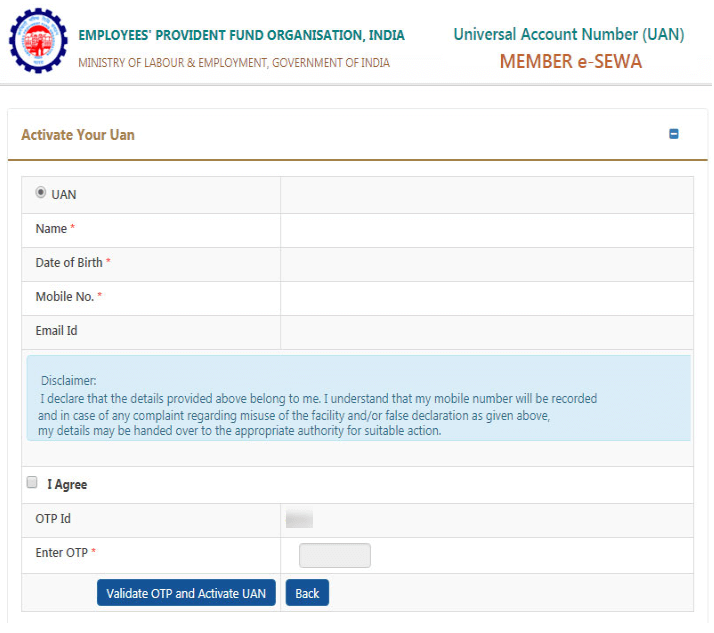 EMPLOYEES' PROVIDENT FUND ORGANISATION, INDIA
MINISTRY OF LABOUR & EMPLOYMENT, GOVERNMENT OF INDIA
Universal Account Number (UAN)
MEMBER e-SEWA
Activate Your Uan
UAN
Name *
Date of Birth *
Mobile No. *
Email Id
Disclaimer:
I declare that the details provided above belong to me. I understand that my mobile number will be recorded
and in case of any complaint regarding misuse of the facility and/or false declaration as given above,
my details may be handed over to the appropriate authority for suitable action.
I Agree
OTP Id
Enter OTP *
Validate OTP and Activate UAN
Back